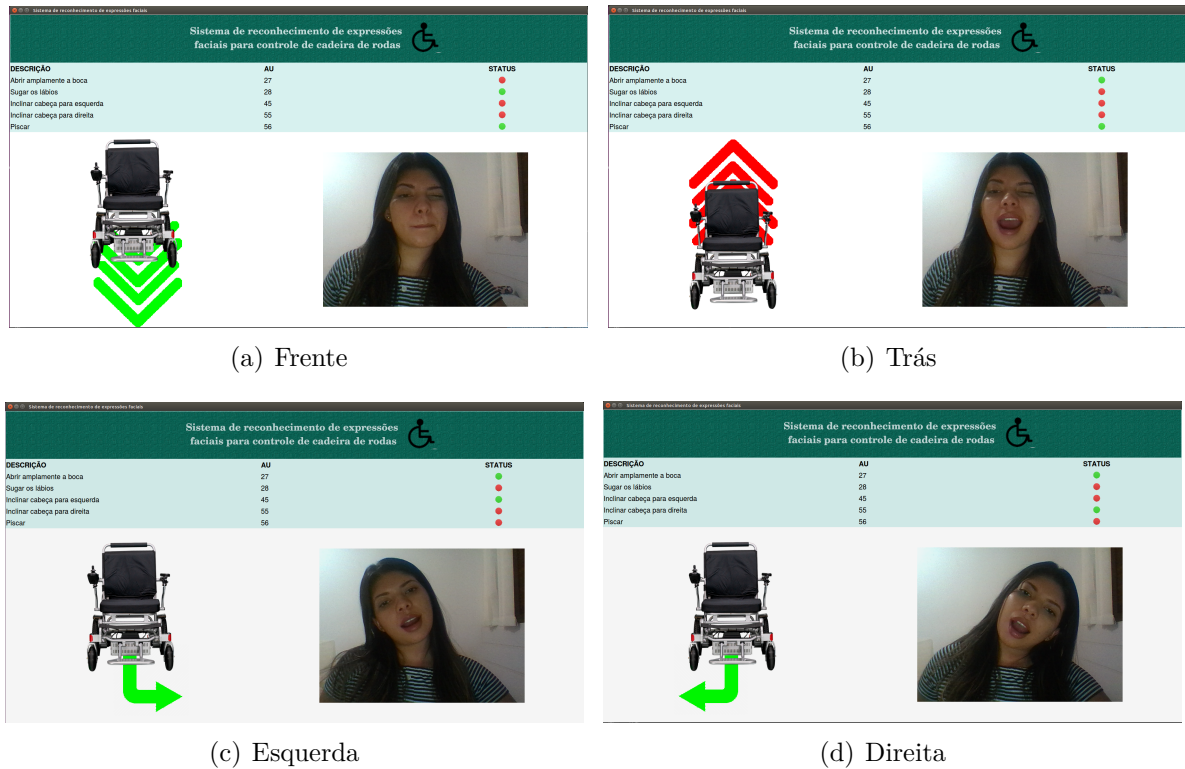 Sistema de reconhecimento de expressões faciais
Sistema de reconhecimento de expressões
faciais para controle de cadeira de rodas
DESCRIÇÃO AU STATUS
Abrir amplamente a boca 27
Sugar os lábios 28
Inclinar cabeça para esquerda 45
Inclinar cabeça para direita 55
Piscar 56
(a) Frente
Sistema de reconhecimento de expressões faciais
Sistema de reconhecimento de expressões
faciais para controle de cadeira de rodas
DESCRIÇÃO AU STATUS
Abrir amplamente a boca 27
Sugar os lábios 28
Inclinar cabeça para esquerda 45
Inclinar cabeça para direita 55
Piscar 56
(b) Trás
Sistema de reconhecimento de expressões faciais
Sistema de reconhecimento de expressões
faciais para controle de cadeira de rodas
DESCRIÇÃO AU STATUS
Abrir amplamente a boca 27
Sugar os lábios 28
Inclinar cabeça para esquerda 45
Inclinar cabeça para direita 55
Piscar 56
(c) Esquerda
Sistema de reconhecimento de expressões faciais
Sistema de reconhecimento de expressões
faciais para controle de cadeira de rodas
DESCRIÇÃO AU STATUS
Abrir amplamente a boca 27
Sugar os lábios 28
Inclinar cabeça para esquerda 45
Inclinar cabeça para direita 55
Piscar 56
(d) Direita